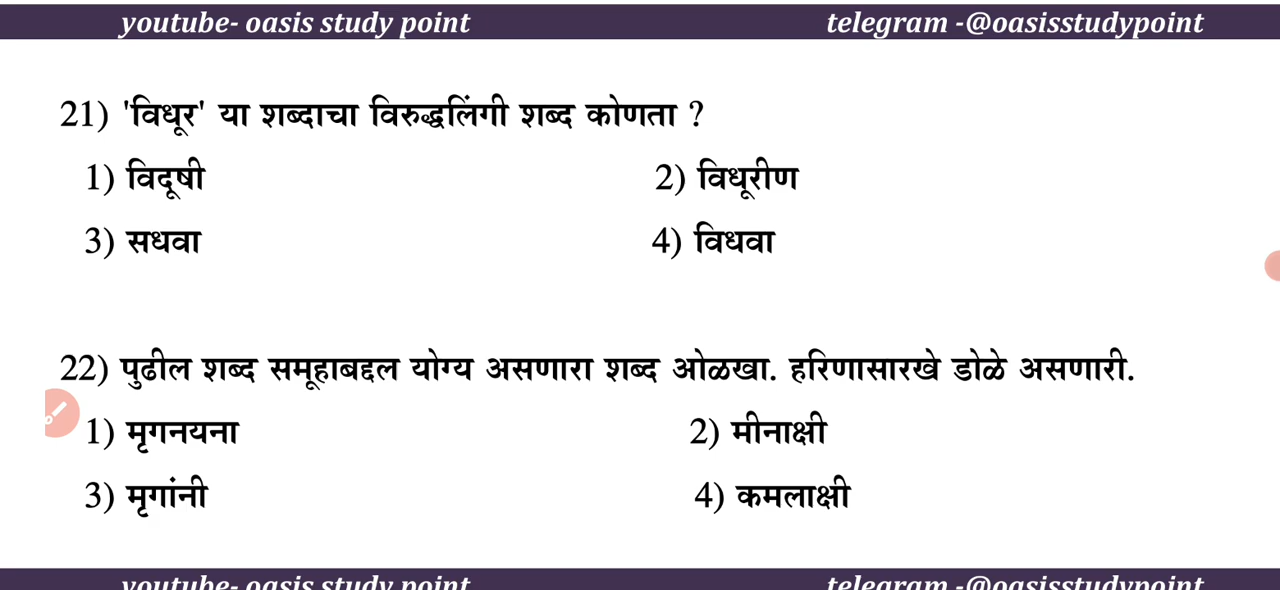 youtube- oasis study point telegram -@oasisstudypoint
21) 'विधूर' या शब्दाचा विरुद्धलिंगी शब्द कोणता ?
1) विदूषी 2) विधूरीण
3) सधवा 4) विधवा
22) पुढील शब्द समूहाबद्दल योग्य असणारा शब्द ओळखा. हरिणासारखे डोळे असणारी.
1) मृगनयना 2) मीनाक्षी
3) मृगांनी 4) कमलाक्षी
youtube- oasis study point telegram -@oasisstudypoint